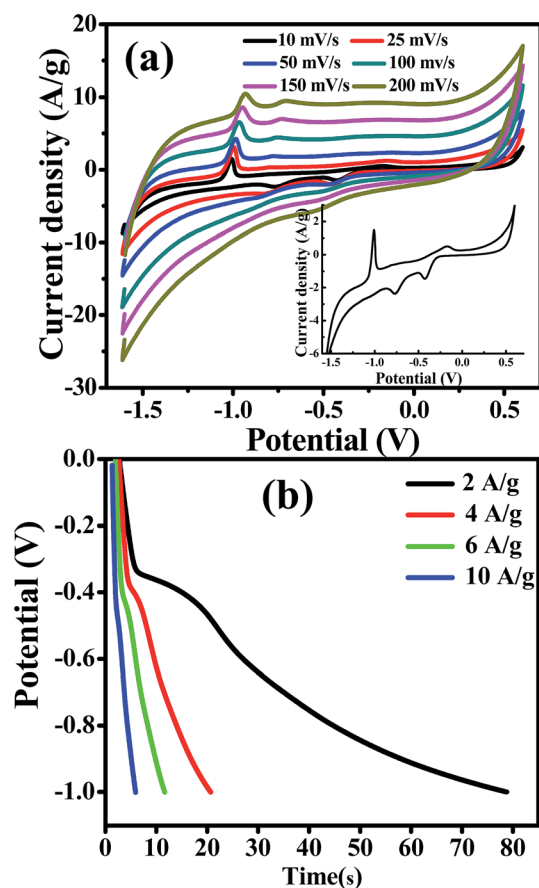 (a)
10 mV/s 25 mV/s
50 mV/s 100 mv/s
150 mV/s 200 mV/s
20
10
0
-10
-20
-30
Current density (A/g)
-1.5 -1.0 -0.5 0.0 0.5
Potential (V)
2
0
-2
-4
-6
Current density (A/g)
-1.5 -1.0 -0.5 0.0 0.5
Potential (V)
(b)
2 A/g
4 A/g
6 A/g
10 A/g
0.0
-0.2
-0.4
-0.6
-0.8
-1.0
Potential (V)
0 10 20 30 40 50 60 70 80
Time(s)